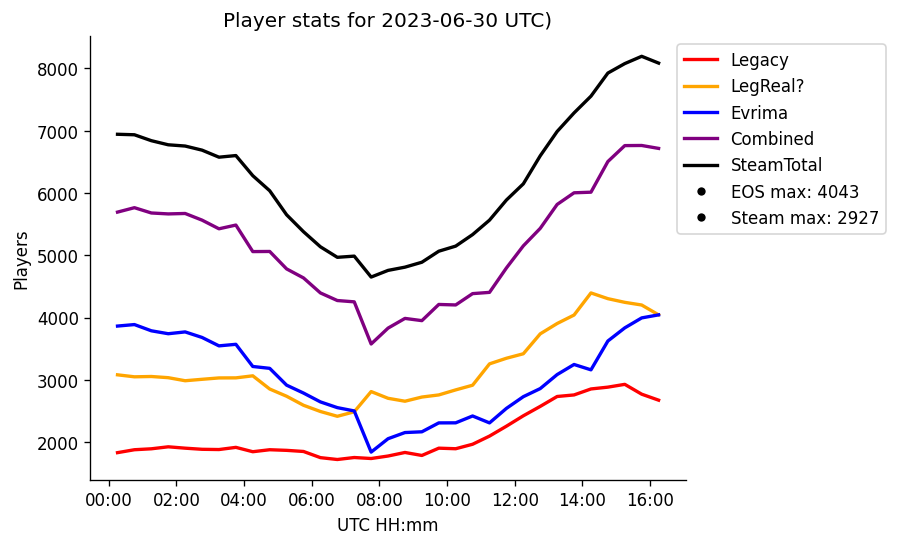 Player stats for 2023-06-30 UTC)
8000
7000
6000
5000
4000
3000
2000
Players
00:00 02:00 04:00 06:00 08:00 10:00 12:00 14:00 16:00
UTC HH:mm
Legacy
LegReal?
Evrima
Combined
SteamTotal
EOS max: 4043
Steam max: 2927